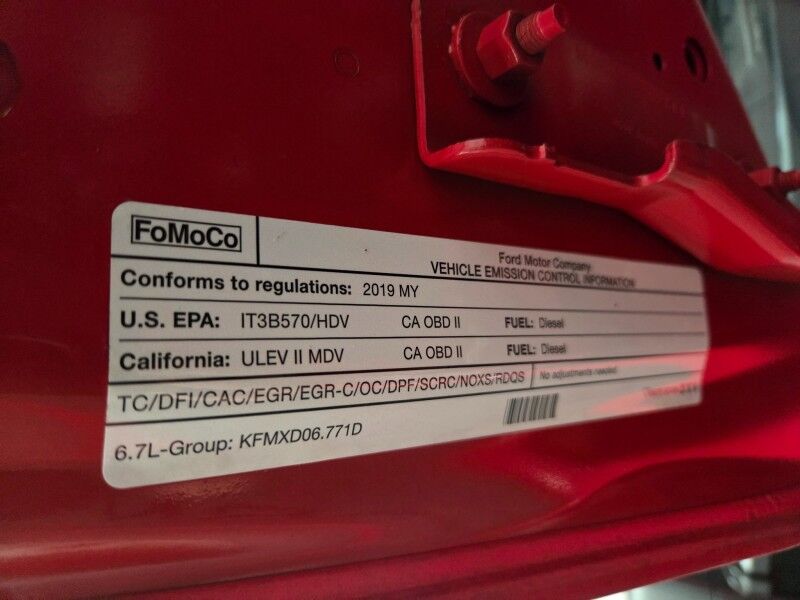 FoMoCo
Ford Motor Company
VEHICLE EMISSION CONTROL INFORMATION
Conforms to regulations: 2019 MY
U.S. EPA: IT3B570/HDV CA OBD II FUEL: Diesel
California: ULEV II MDV CA OBD II FUEL: Diesel
TC/DFI/CAC/EGR/EGR-C/OC/DPF/SCRC/NOXS/RDQS No adjustments needed.
6.7L-Group: KFMXD06.771D